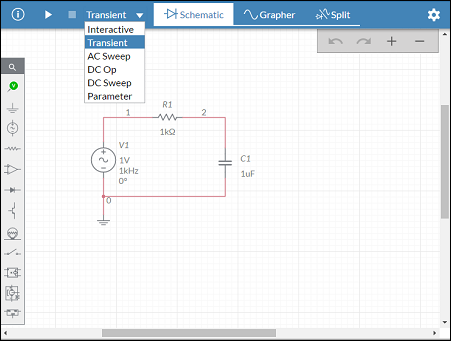 Transient
Schematic
Grapher
Split
Interactive
Transient
AC Sweep
DC Op
DC Sweep
Parameter
R1
1
2
1kΩ
V1
1V
1kHz
0°
C1
1uF
0